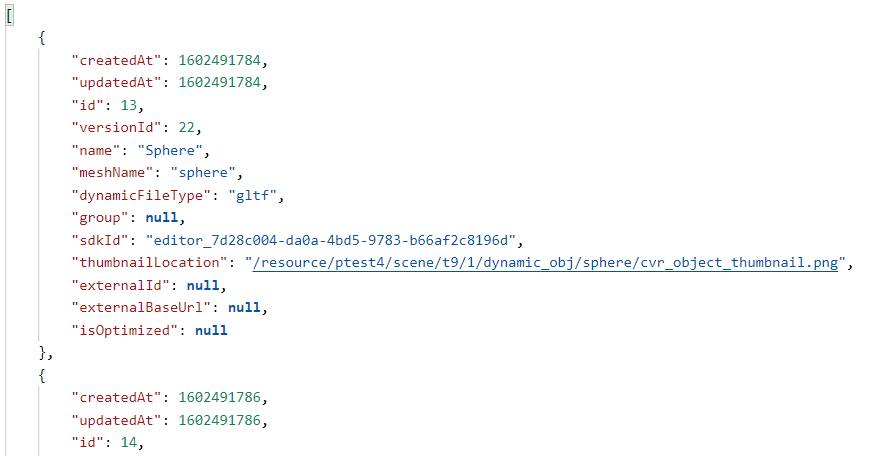 [
{
"createdAt": 1602491784,
"updatedAt": 1602491784,
"id": 13,
"versionId": 22,
"name": "Sphere",
"meshName": "sphere",
"dynamicFileType": "gltf",
"group": null,
"sdkId": "editor_7d28c004-da0a-4bd5-9783-b66af2c8196d",
"thumbnailLocation": "/resource/ptest4/scene/t9/1/dynamic_obj/sphere/cvr_object_thumbnail.png",
"externalId": null,
"externalBaseUrl": null,
"isOptimized": null
},
{
"createdAt": 1602491786,
"updatedAt": 1602491786,
"id": 14,